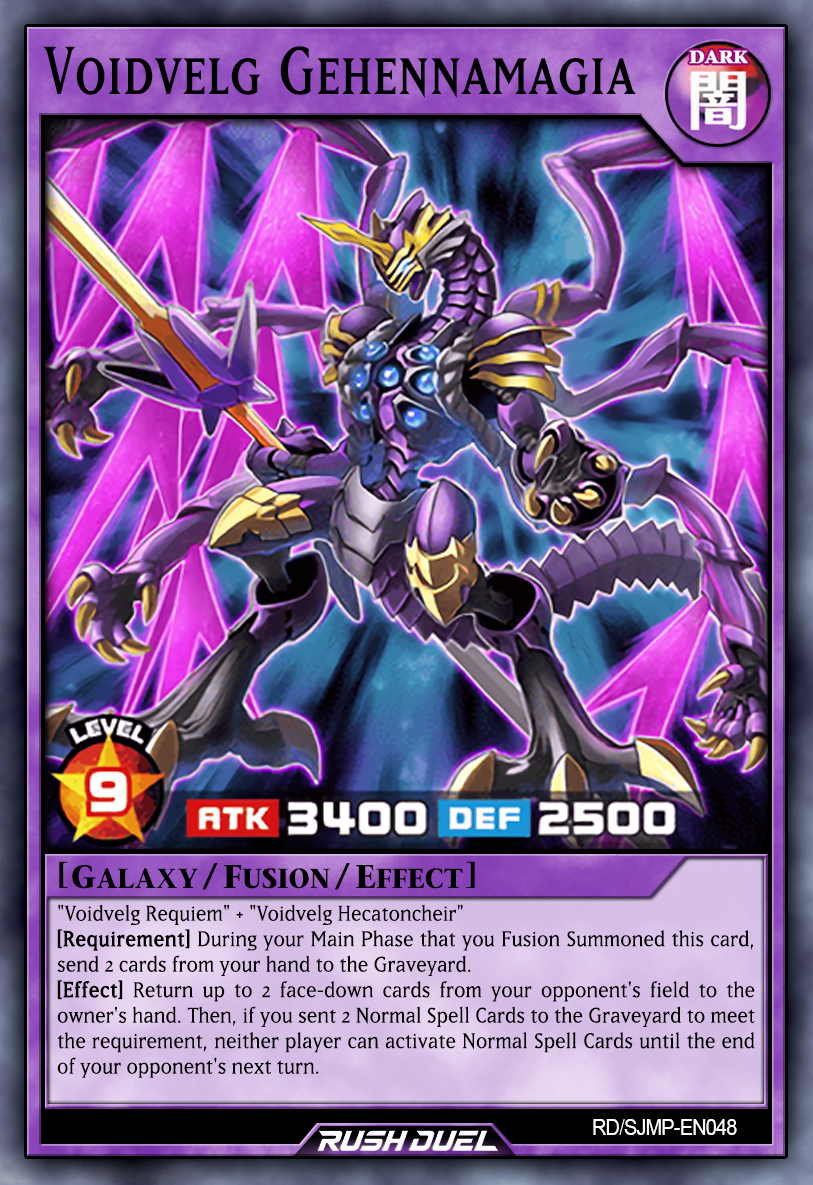 Voidvelg Gehennamagia
DARK
闇
LEVEL
9
ATK 3400 DEF 2500
[Galaxy/Fusion/Effect]
"Voidvelg Requiem" + "Voidvelg Hecatoncheir"
[Requirement] During your Main Phase that you Fusion Summoned this card,
send 2 cards from your hand to the Graveyard.
[Effect] Return up to 2 face-down cards from your opponent's field to the
owner's hand. Then, if you sent 2 Normal Spell Cards to the Graveyard to meet
the requirement, neither player can activate Normal Spell Cards until the end
of your opponent's next turn.
RD/SJMP-EN048
RUSH DUEL